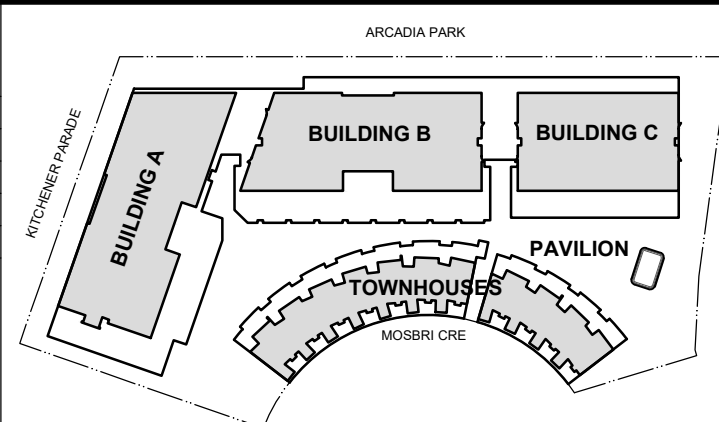 ARCADIA PARK
KITCHENER PARADE
BUILDING A
BUILDING B
BUILDING C
PAVILION
TOWNHOUSES
MOSBRI CRE